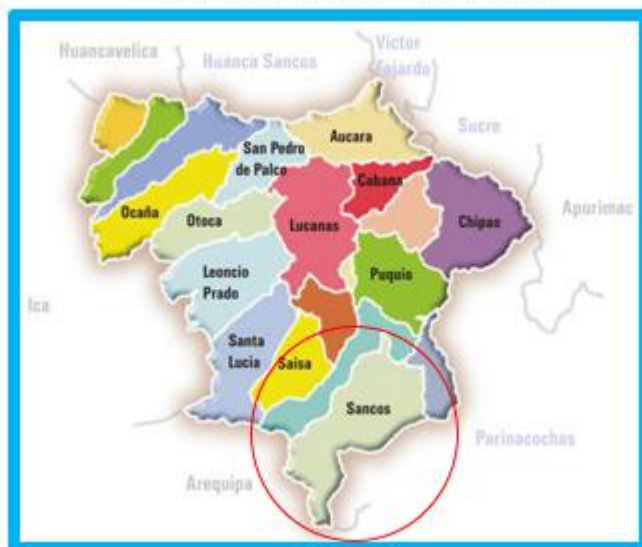 Huancavelica
Huanca Sancos
Víctor
Fajardo
Sucre
Apurimac
Aucara
San Pedro
de Palco
Cabana
Chipao
Ocaña
Otoca
Lucanas
Leoncio
Prado
Puquio
Ica
Santa
Lucia
Saisa
Sancos
Parinacochas
Arequipa